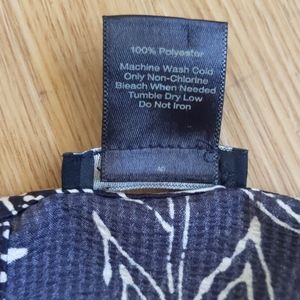 100% Polyester
Machine Wash Cold
Only Non-Chlorine
Bleach When Needed
Tumble Dry Low
Do Not Iron